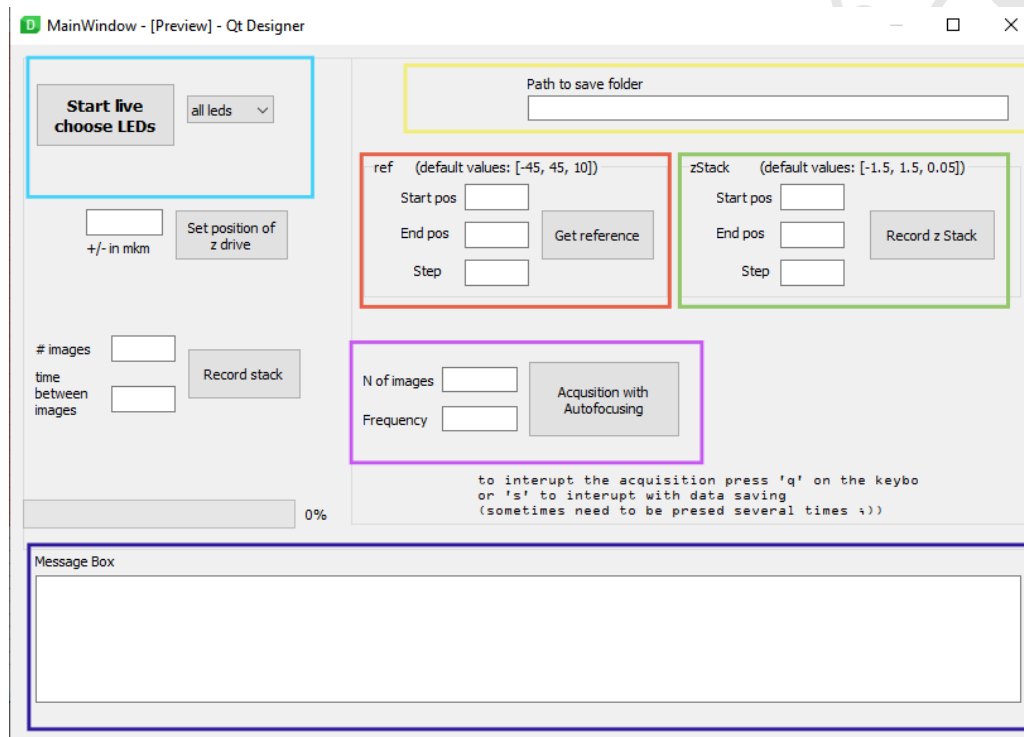 MainWindow - [Preview] - Qt Designer
Start live
choose LEDs
all leds
Path to save folder
ref (default values: [-45, 45, 10])
Start pos
End pos
Step
Get reference
zStack (default values: [-1.5, 1.5, 0.05])
Start pos
End pos
Step
Record z Stack
+/- in mkm
Set position of
z drive
# images
time
between
images
Record stack
N of images
Frequency
Acqusition with
Autofocusing
to interrupt the acquisition press 'q' on the keybo
or 's' to interupt with data saving
(sometimes need to be presed several times ;))
0%
Message Box